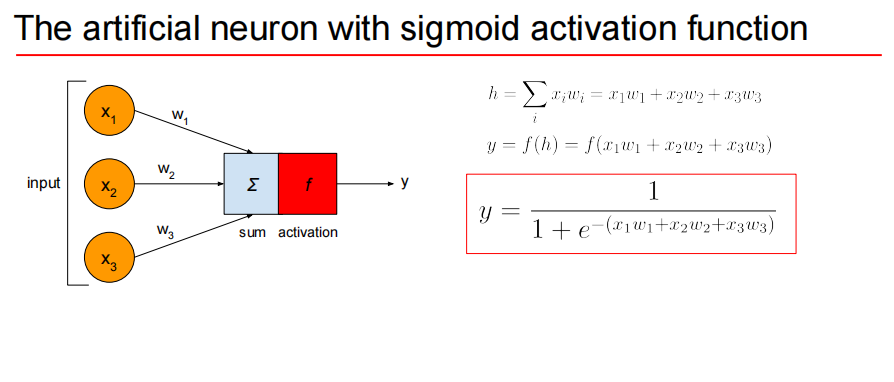 The artificial neuron with sigmoid activation function
input
x₁
x₂
x₃
w₁
w₂
w₃
Σ
f
sum activation
y
h = ∑ᵢ xᵢwᵢ = x₁w₁ + x₂w₂ + x₃w₃
y = f(h) = f(x₁w₁ + x₂w₂ + x₃w₃)
y = 1 / (1 + e^−(x₁w₁+x₂w₂+x₃w₃))